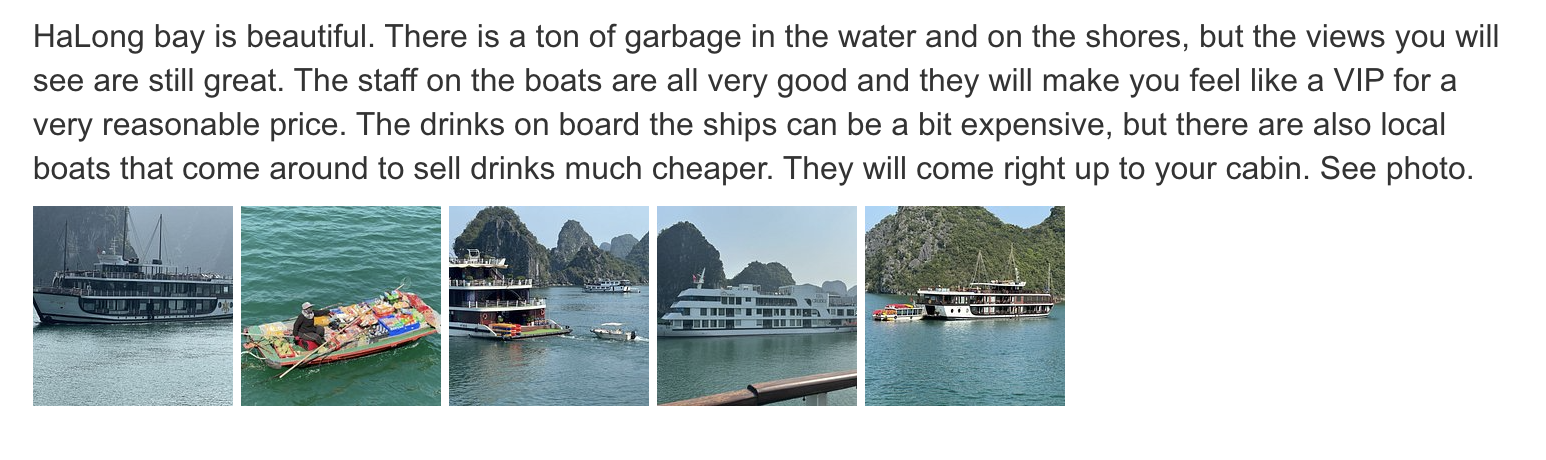 HaLong bay is beautiful. There is a ton of garbage in the water and on the shores, but the views you will
see are still great. The staff on the boats are all very good and they will make you feel like a VIP for a
very reasonable price. The drinks on board the ships can be a bit expensive, but there are also local
boats that come around to sell drinks much cheaper. They will come right up to your cabin. See photo.